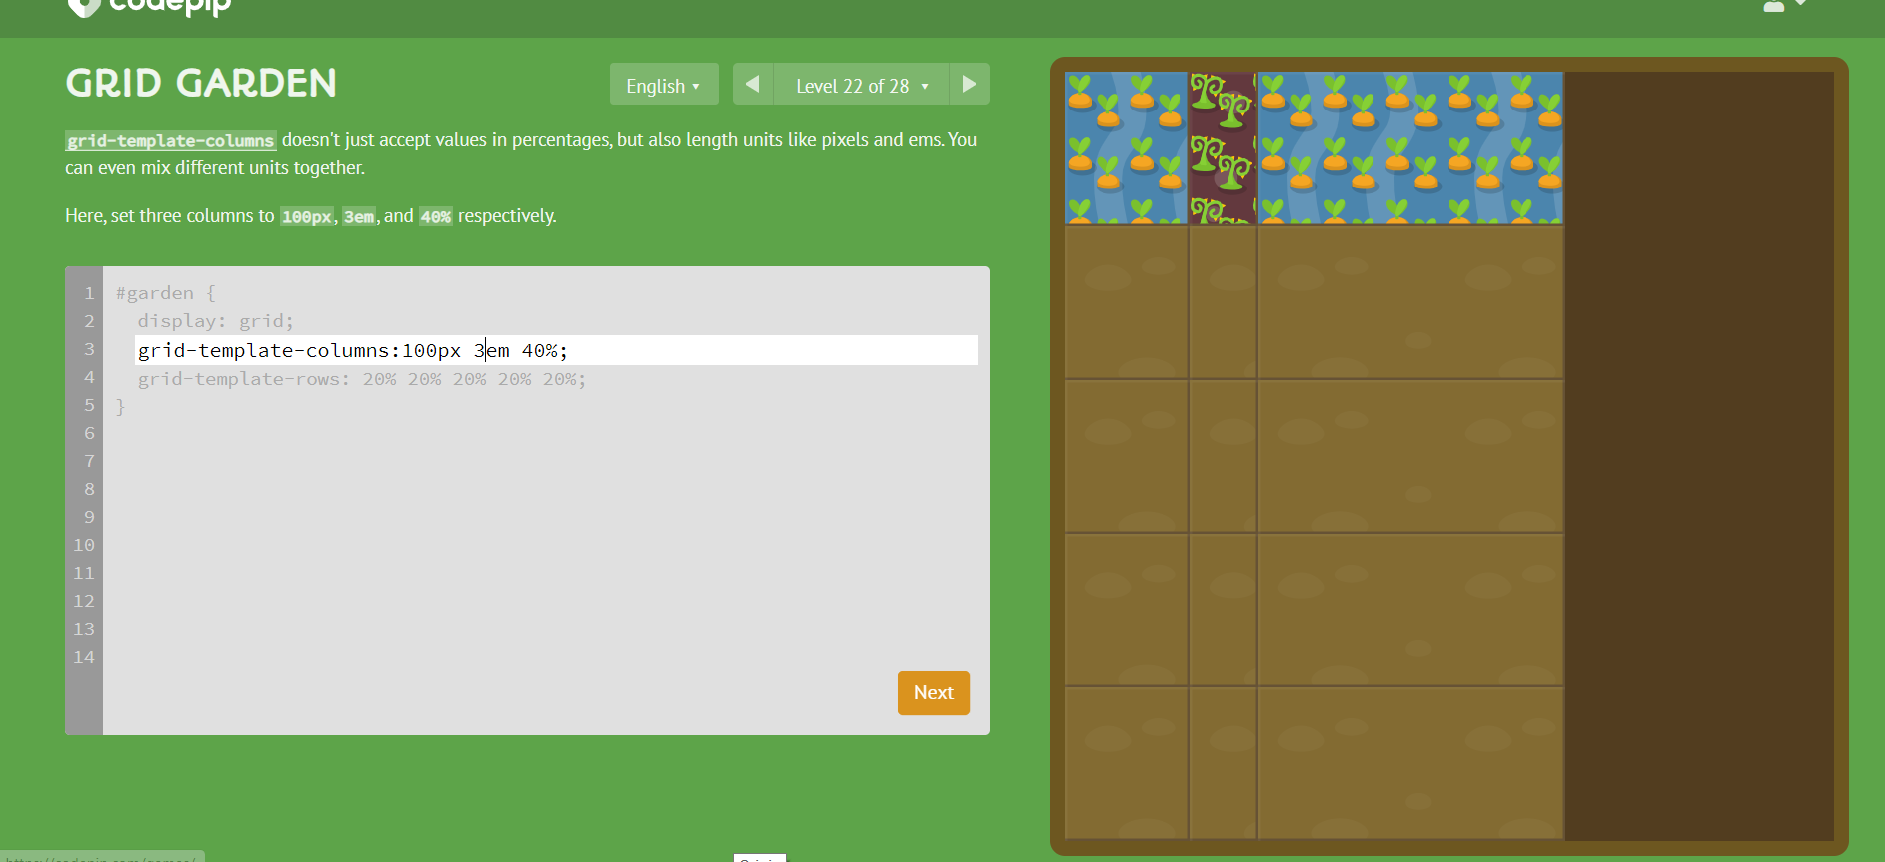 codepip
GRID GARDEN
English ▾
Level 22 of 28 ▾
grid-template-columns doesn't just accept values in percentages, but also length units like pixels and ems. You
can even mix different units together.
Here, set three columns to 100px, 3em, and 40% respectively.
1 #garden {
2 display: grid;
3 grid-template-columns:100px 3em 40%;
4 grid-template-rows: 20% 20% 20% 20% 20%;
5 }
6
7
8
9
10
11
12
13
14
Next